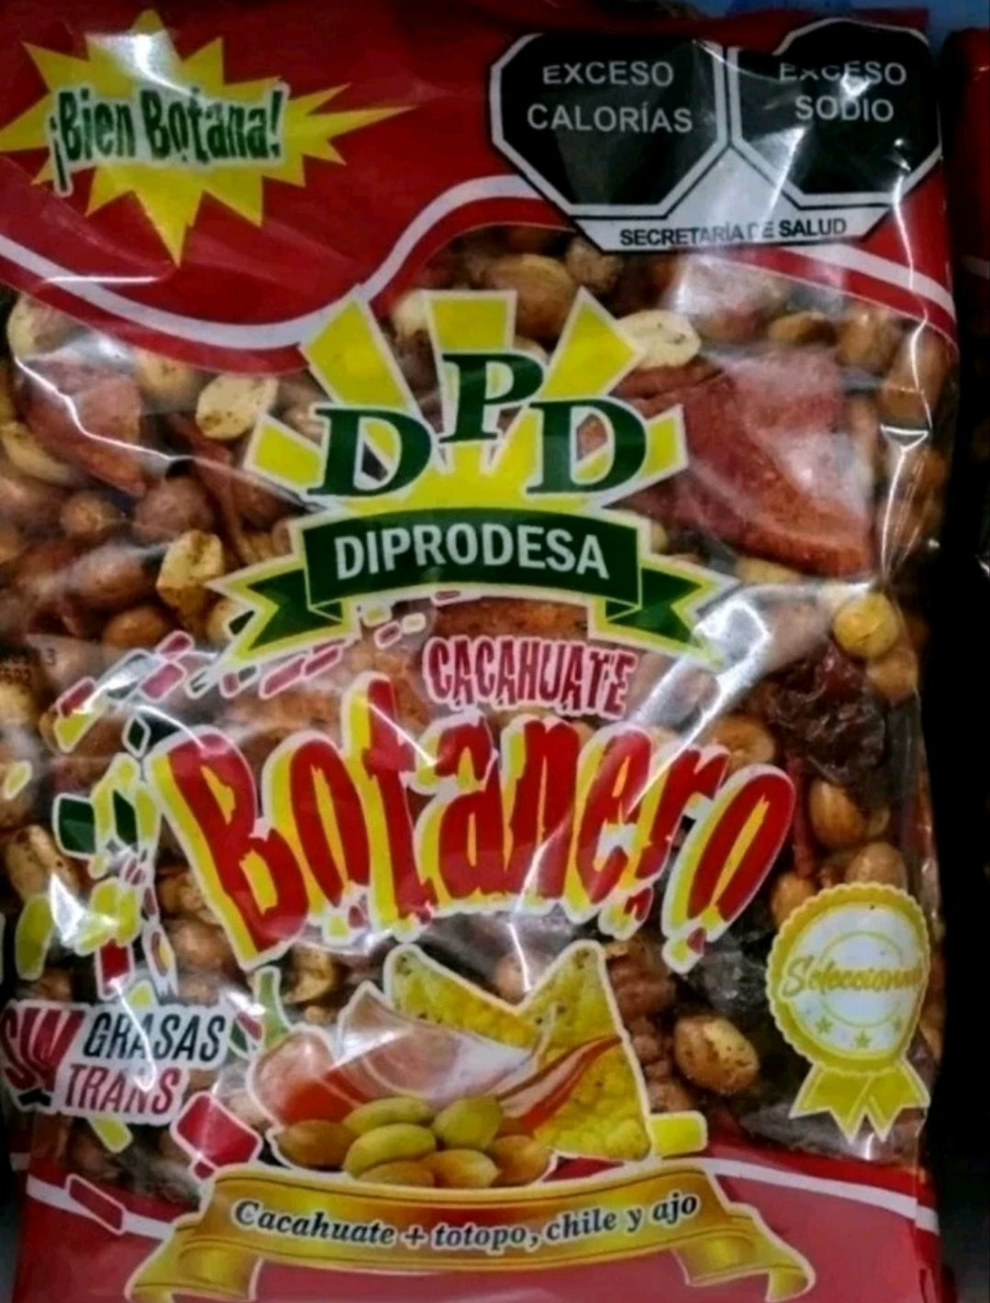 ¡Bien Botana!
EXCESO
CALORÍAS
EXCESO
SODIO
SECRETARÍA DE SALUD
DPD
DIPRODESA
CACAHUATE
Botanero
SIN GRASAS
TRANS
Cacahuate + totopo, chile y ajo